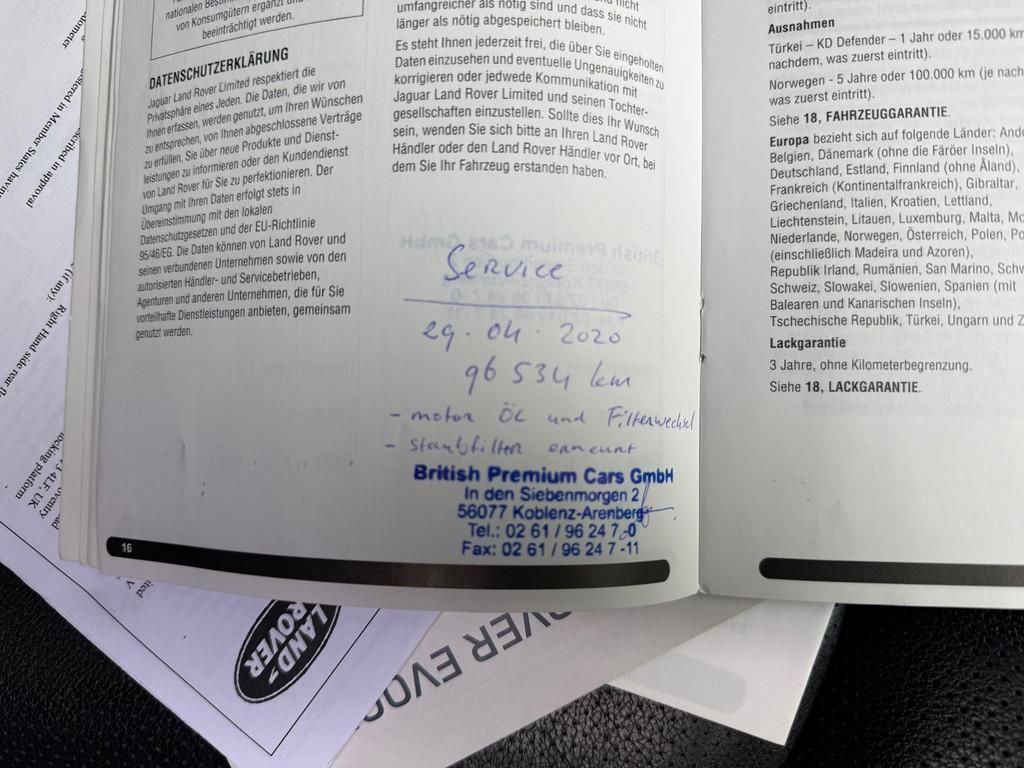 nationalen
von Konsumgütern ergänzt
beeinträchtigt werden.
DATENSCHUTZERKLÄRUNG
Jaguar Land Rover Limited respektiert die
Privatsphäre eines Jeden. Die Daten, die wir von
Ihnen erfassen, werden genutzt, um Ihren Wünschen
zu entsprechen, von Ihnen abgeschlossene Verträge
zu erfüllen, Sie über neue Produkte und Dienst-
leistungen zu informieren oder den Kundendienst
von Land Rover für Sie zu perfektionieren. Der
Umgang mit Ihren Daten erfolgt stets in
Übereinstimmung mit den lokalen
Datenschutzgesetzen und der EU-Richtlinie
95/46/EG. Die Daten können von Land Rover und
seinen verbundenen Unternehmen sowie von den
autorisierten Händler- und Servicebetrieben,
Agenturen und anderen Unternehmen, die für Sie
vorteilhafte Dienstleistungen anbieten, gemeinsam
genutzt werden.
16
umfangreicher als nötig sind und dass sie nicht
länger als nötig abgespeichert bleiben.
Es steht Ihnen jederzeit frei, die über Sie eingeholten
Daten einzusehen und eventuelle Ungenauigkeiten zu
korrigieren oder jedwede Kommunikation mit
Jaguar Land Rover Limited und seinen Tochter-
gesellschaften einzustellen. Sollte dies Ihr Wunsch
sein, wenden Sie sich bitte an Ihren Land Rover
Händler oder den Land Rover Händler vor Ort, bei
dem Sie Ihr Fahrzeug erstanden haben.
Service
29.04.2020
96 534 km
- motor öl und Filterwechsel
- staubfilter erneurt
British Premium Cars GmbH
In den Siebenmorgen 2
56077 Koblenz-Arenberg
Tel.: 02 61 / 96 24 7-0
Fax: 02 61 / 96 24 7 -11
eintritt).
Ausnahmen
Türkei – KD Defender – 1 Jahr oder 15.000 km
nachdem, was zuerst eintritt).
Norwegen - 5 Jahre oder 100.000 km (je nach
was zuerst eintritt).
Siehe 18, FAHRZEUGGARANTIE.
Europa bezieht sich auf folgende Länder:
Belgien, Dänemark (ohne die Färöer Inseln),
Deutschland, Estland, Finnland (ohne Åland),
Frankreich (Kontinentalfrankreich), Gibraltar,
Griechenland, Italien, Kroatien, Lettland,
Liechtenstein, Litauen, Luxemburg, Malta,
Niederlande, Norwegen, Österreich, Polen,
(einschließlich Madeira und Azoren),
Republik Irland, Rumänien, San Marino,
Schweiz, Slowakei, Slowenien, Spanien (mit
Balearen und Kanarischen Inseln),
Tschechische Republik, Türkei, Ungarn und
Lackgarantie
3 Jahre, ohne Kilometerbegrenzung.
Siehe 18, LACKGARANTIE.
in approval
in Member States
Right Hand side rear
locking platform
4LF, UK
LAND
ROVER
OVER EVOQ